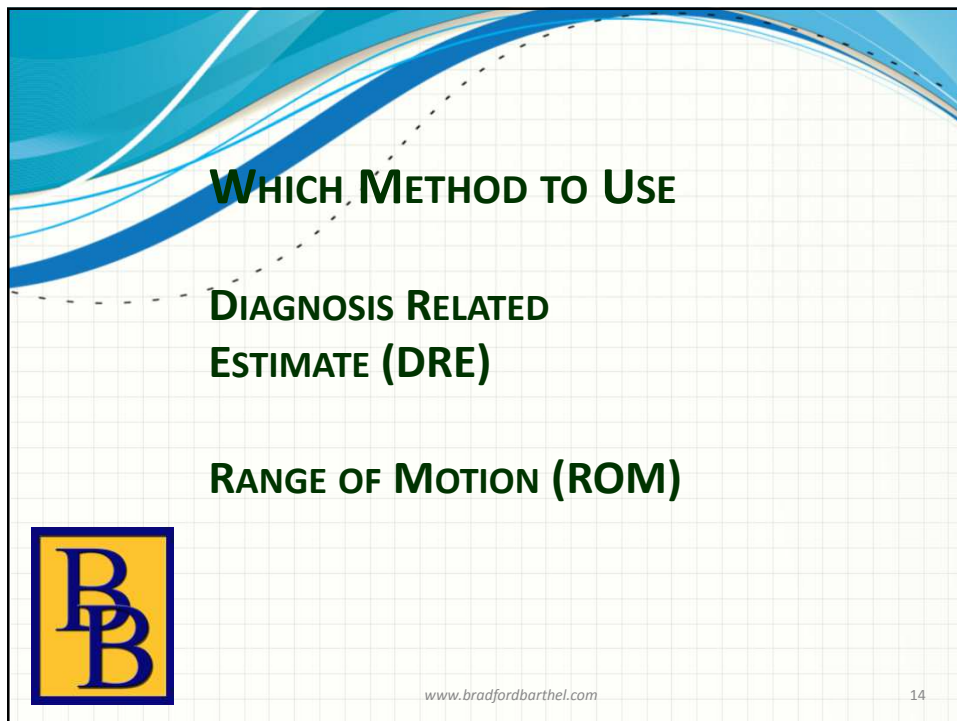 WHICH METHOD TO USE
DIAGNOSIS RELATED
ESTIMATE (DRE)
RANGE OF MOTION (ROM)
BB
www.bradfordbarthel.com
14